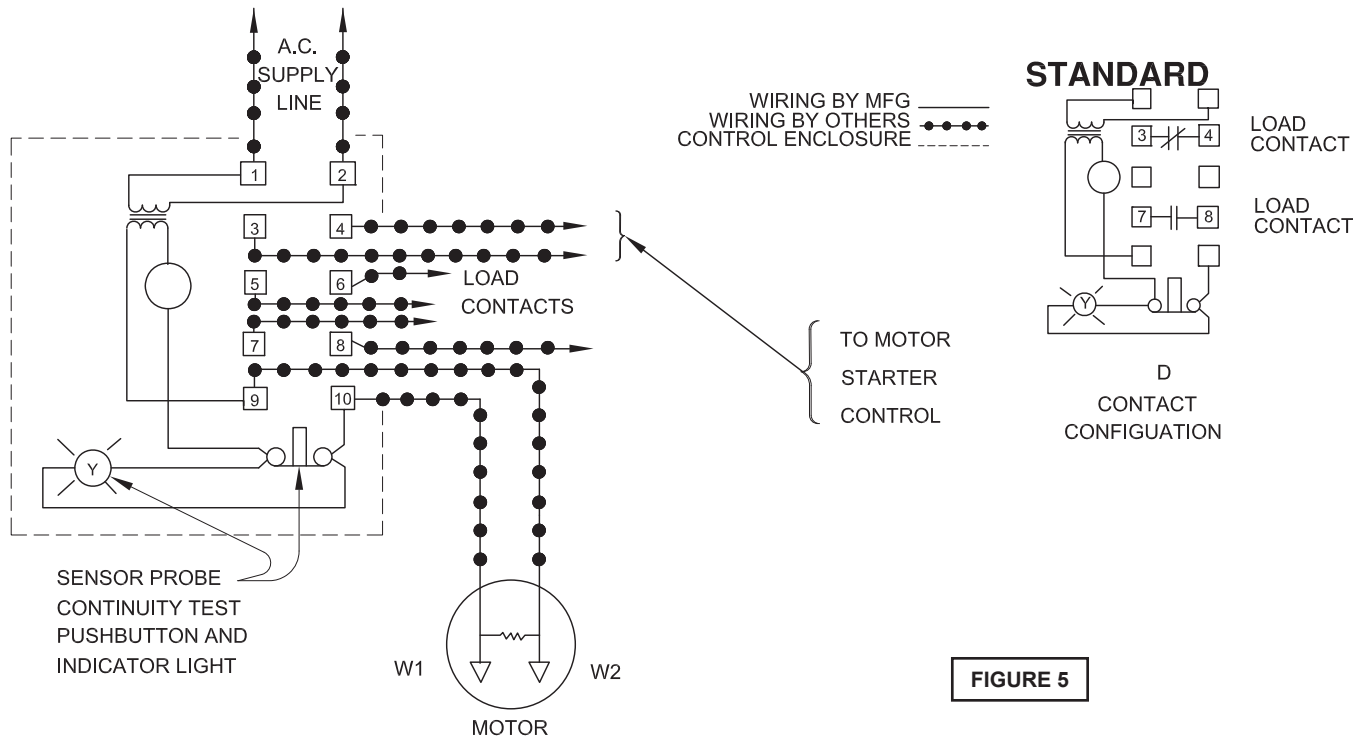 A.C.
SUPPLY
LINE
1
2
3
4
5
6
LOAD
CONTACTS
7
8
9
10
Y
SENSOR PROBE
CONTINUITY TEST
PUSHBUTTON AND
INDICATOR LIGHT
W1
W2
MOTOR
TO MOTOR
STARTER
CONTROL
WIRING BY MFG
WIRING BY OTHERS
CONTROL ENCLOSURE
STANDARD
3
4
LOAD
CONTACT
7
8
LOAD
CONTACT
Y
D
CONTACT
CONFIGUATION
FIGURE 5